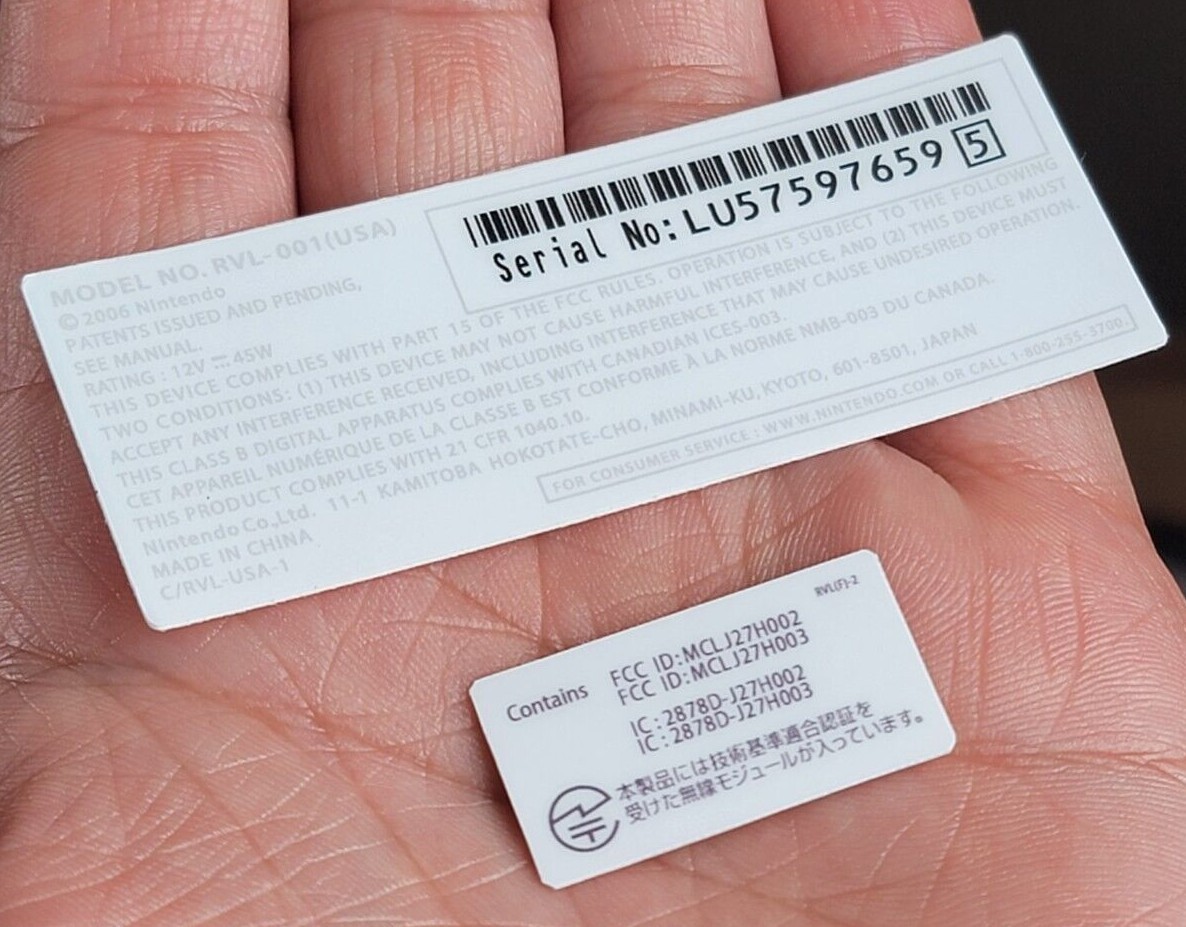 MODEL NO. RVL-001(USA)
© 2006 Nintendo
PATENTS ISSUED AND PENDING,
SEE MANUAL.
RATING : 12V ⎓ 45W
THIS DEVICE COMPLIES WITH PART 15 OF THE FCC RULES. OPERATION IS SUBJECT TO THE FOLLOWING
TWO CONDITIONS: (1) THIS DEVICE MAY NOT CAUSE HARMFUL INTERFERENCE, AND (2) THIS DEVICE MUST
ACCEPT ANY INTERFERENCE RECEIVED, INCLUDING INTERFERENCE THAT MAY CAUSE UNDESIRED OPERATION.
THIS CLASS B DIGITAL APPARATUS COMPLIES WITH CANADIAN ICES-003.
CET APPAREIL NUMÉRIQUE DE LA CLASSE B EST CONFORME À LA NORME NMB-003 DU CANADA.
THIS PRODUCT COMPLIES WITH 21 CFR 1040.10.
Nintendo Co.,Ltd. 11-1 KAMITOBA HOKOTATE-CHO, MINAMI-KU, KYOTO, 601-8501, JAPAN
MADE IN CHINA
C/RVL-USA-1
Serial No:LU57597659 5
FOR CONSUMER SERVICE : WWW.NINTENDO.COM OR CALL 1-800-255-3700.
RVL(F)-2
Contains FCC ID:MCLJ27H002
FCC ID:MCLJ27H003
IC:2878D-J27H002
IC:2878D-J27H003
本製品には技術基準適合認証を
受けた無線モジュールが入っています。